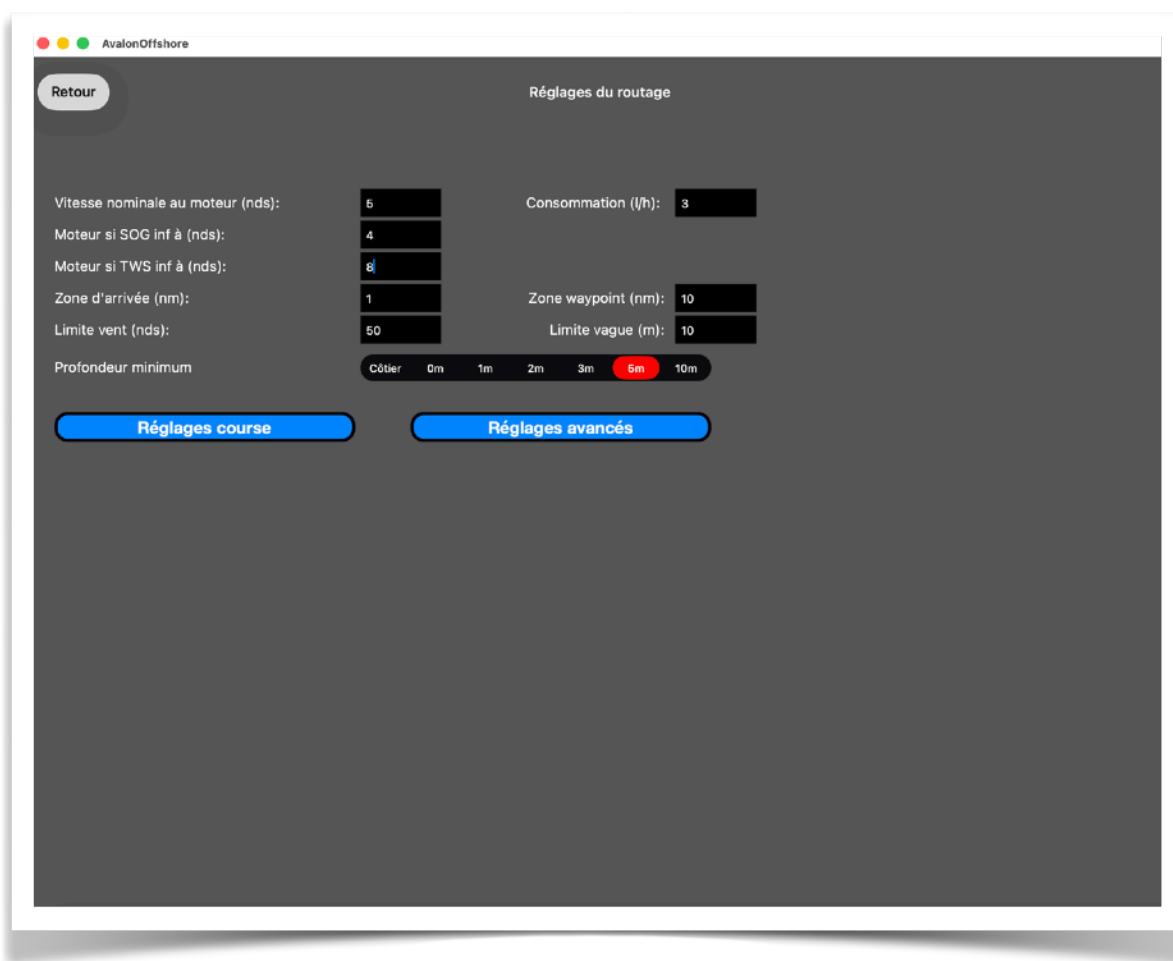 AvalonOffshore
Retour
Réglages du routage
Vitesse nominale au moteur (nds): 5 Consommation (l/h): 3
Moteur si SOG inf à (nds): 4
Moteur si TWS inf à (nds): 8
Zone d'arrivée (nm): 1 Zone waypoint (nm): 10
Limite vent (nds): 50 Limite vague (m): 10
Profondeur minimum Côtier 0m 1m 2m 3m 5m 10m
Réglages course Réglages avancés